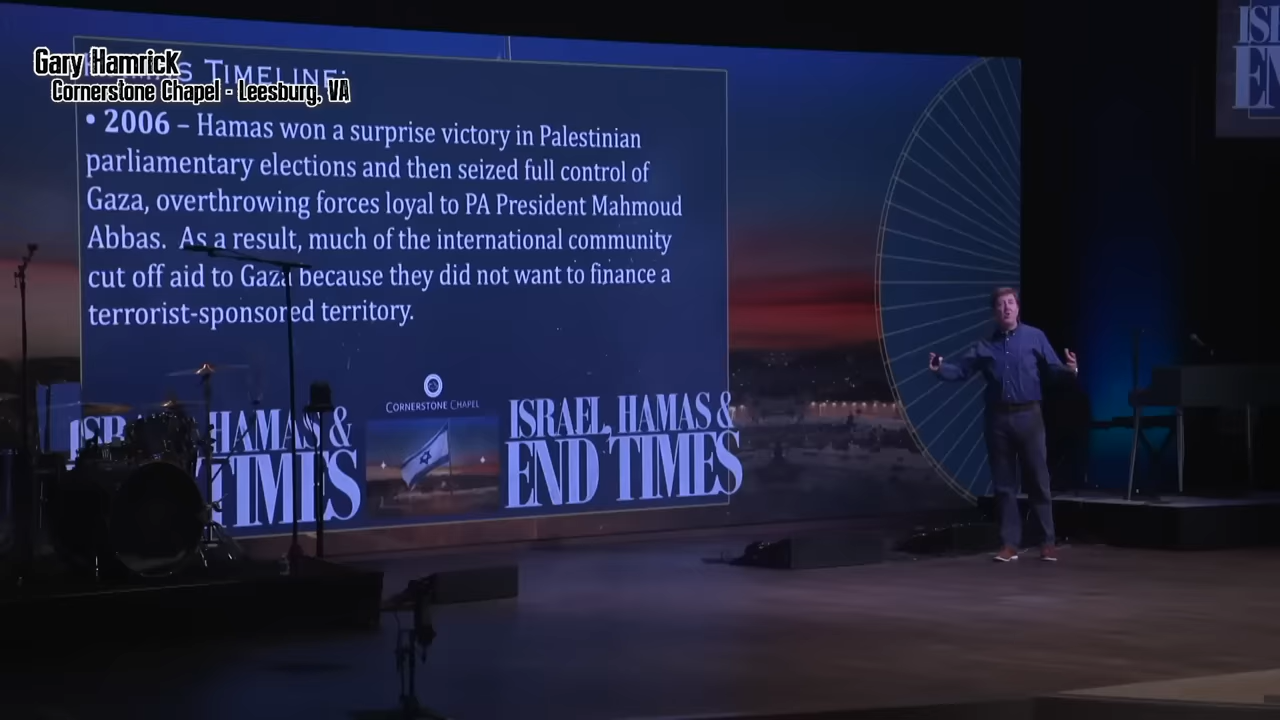 Gary Hamrick
Cornerstone Chapel - Leesburg, VA
TIMELINE:
• 2006 – Hamas won a surprise victory in Palestinian
parliamentary elections and then seized full control of
Gaza, overthrowing forces loyal to PA President Mahmoud
Abbas. As a result, much of the international community
cut off aid to Gaza because they did not want to finance a
terrorist-sponsored territory.
CORNERSTONE CHAPEL
HAMAS &
TIMES
ISRAEL, HAMAS &
END TIMES